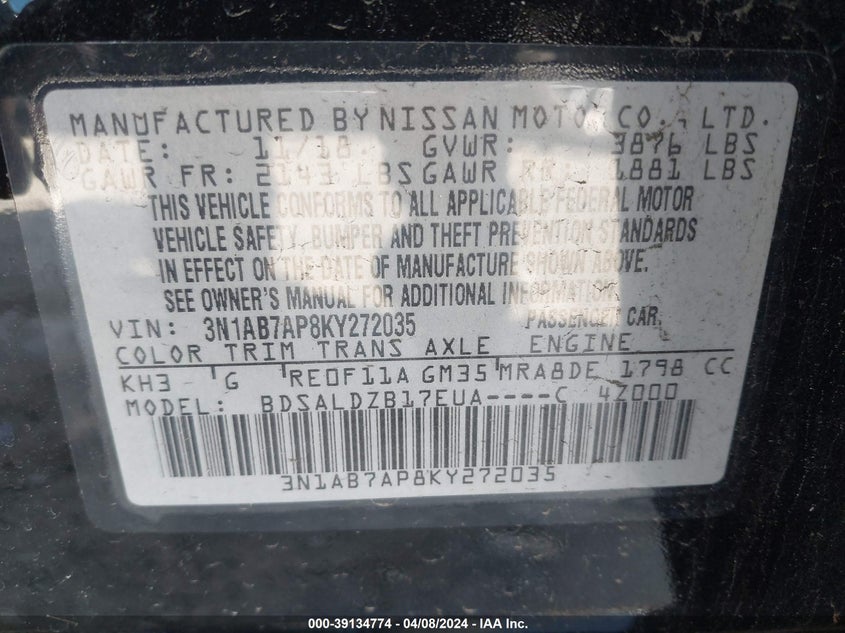 MANUFACTURED BY NISSAN MOTOR CO., LTD.
DATE: 11/18 GVWR: 3876 LBS
GAWR FR: 2143 LBS GAWR RR: 1881 LBS
THIS VEHICLE CONFORMS TO ALL APPLICABLE FEDERAL MOTOR
VEHICLE SAFETY, BUMPER AND THEFT PREVENTION STANDARDS
IN EFFECT ON THE DATE OF MANUFACTURE SHOWN ABOVE.
SEE OWNER'S MANUAL FOR ADDITIONAL INFORMATION.
VIN: 3N1AB7AP8KY272035 PASSENGER CAR
COLOR TRIM TRANS AXLE ENGINE
KH3 G RE0F11A GM35 MRA8DE 1798 CC
MODEL: BDSALDZB17EUA----C 4Z000
3N1AB7AP8KY272035
000-39134774 - 04/08/2024 - IAA Inc.